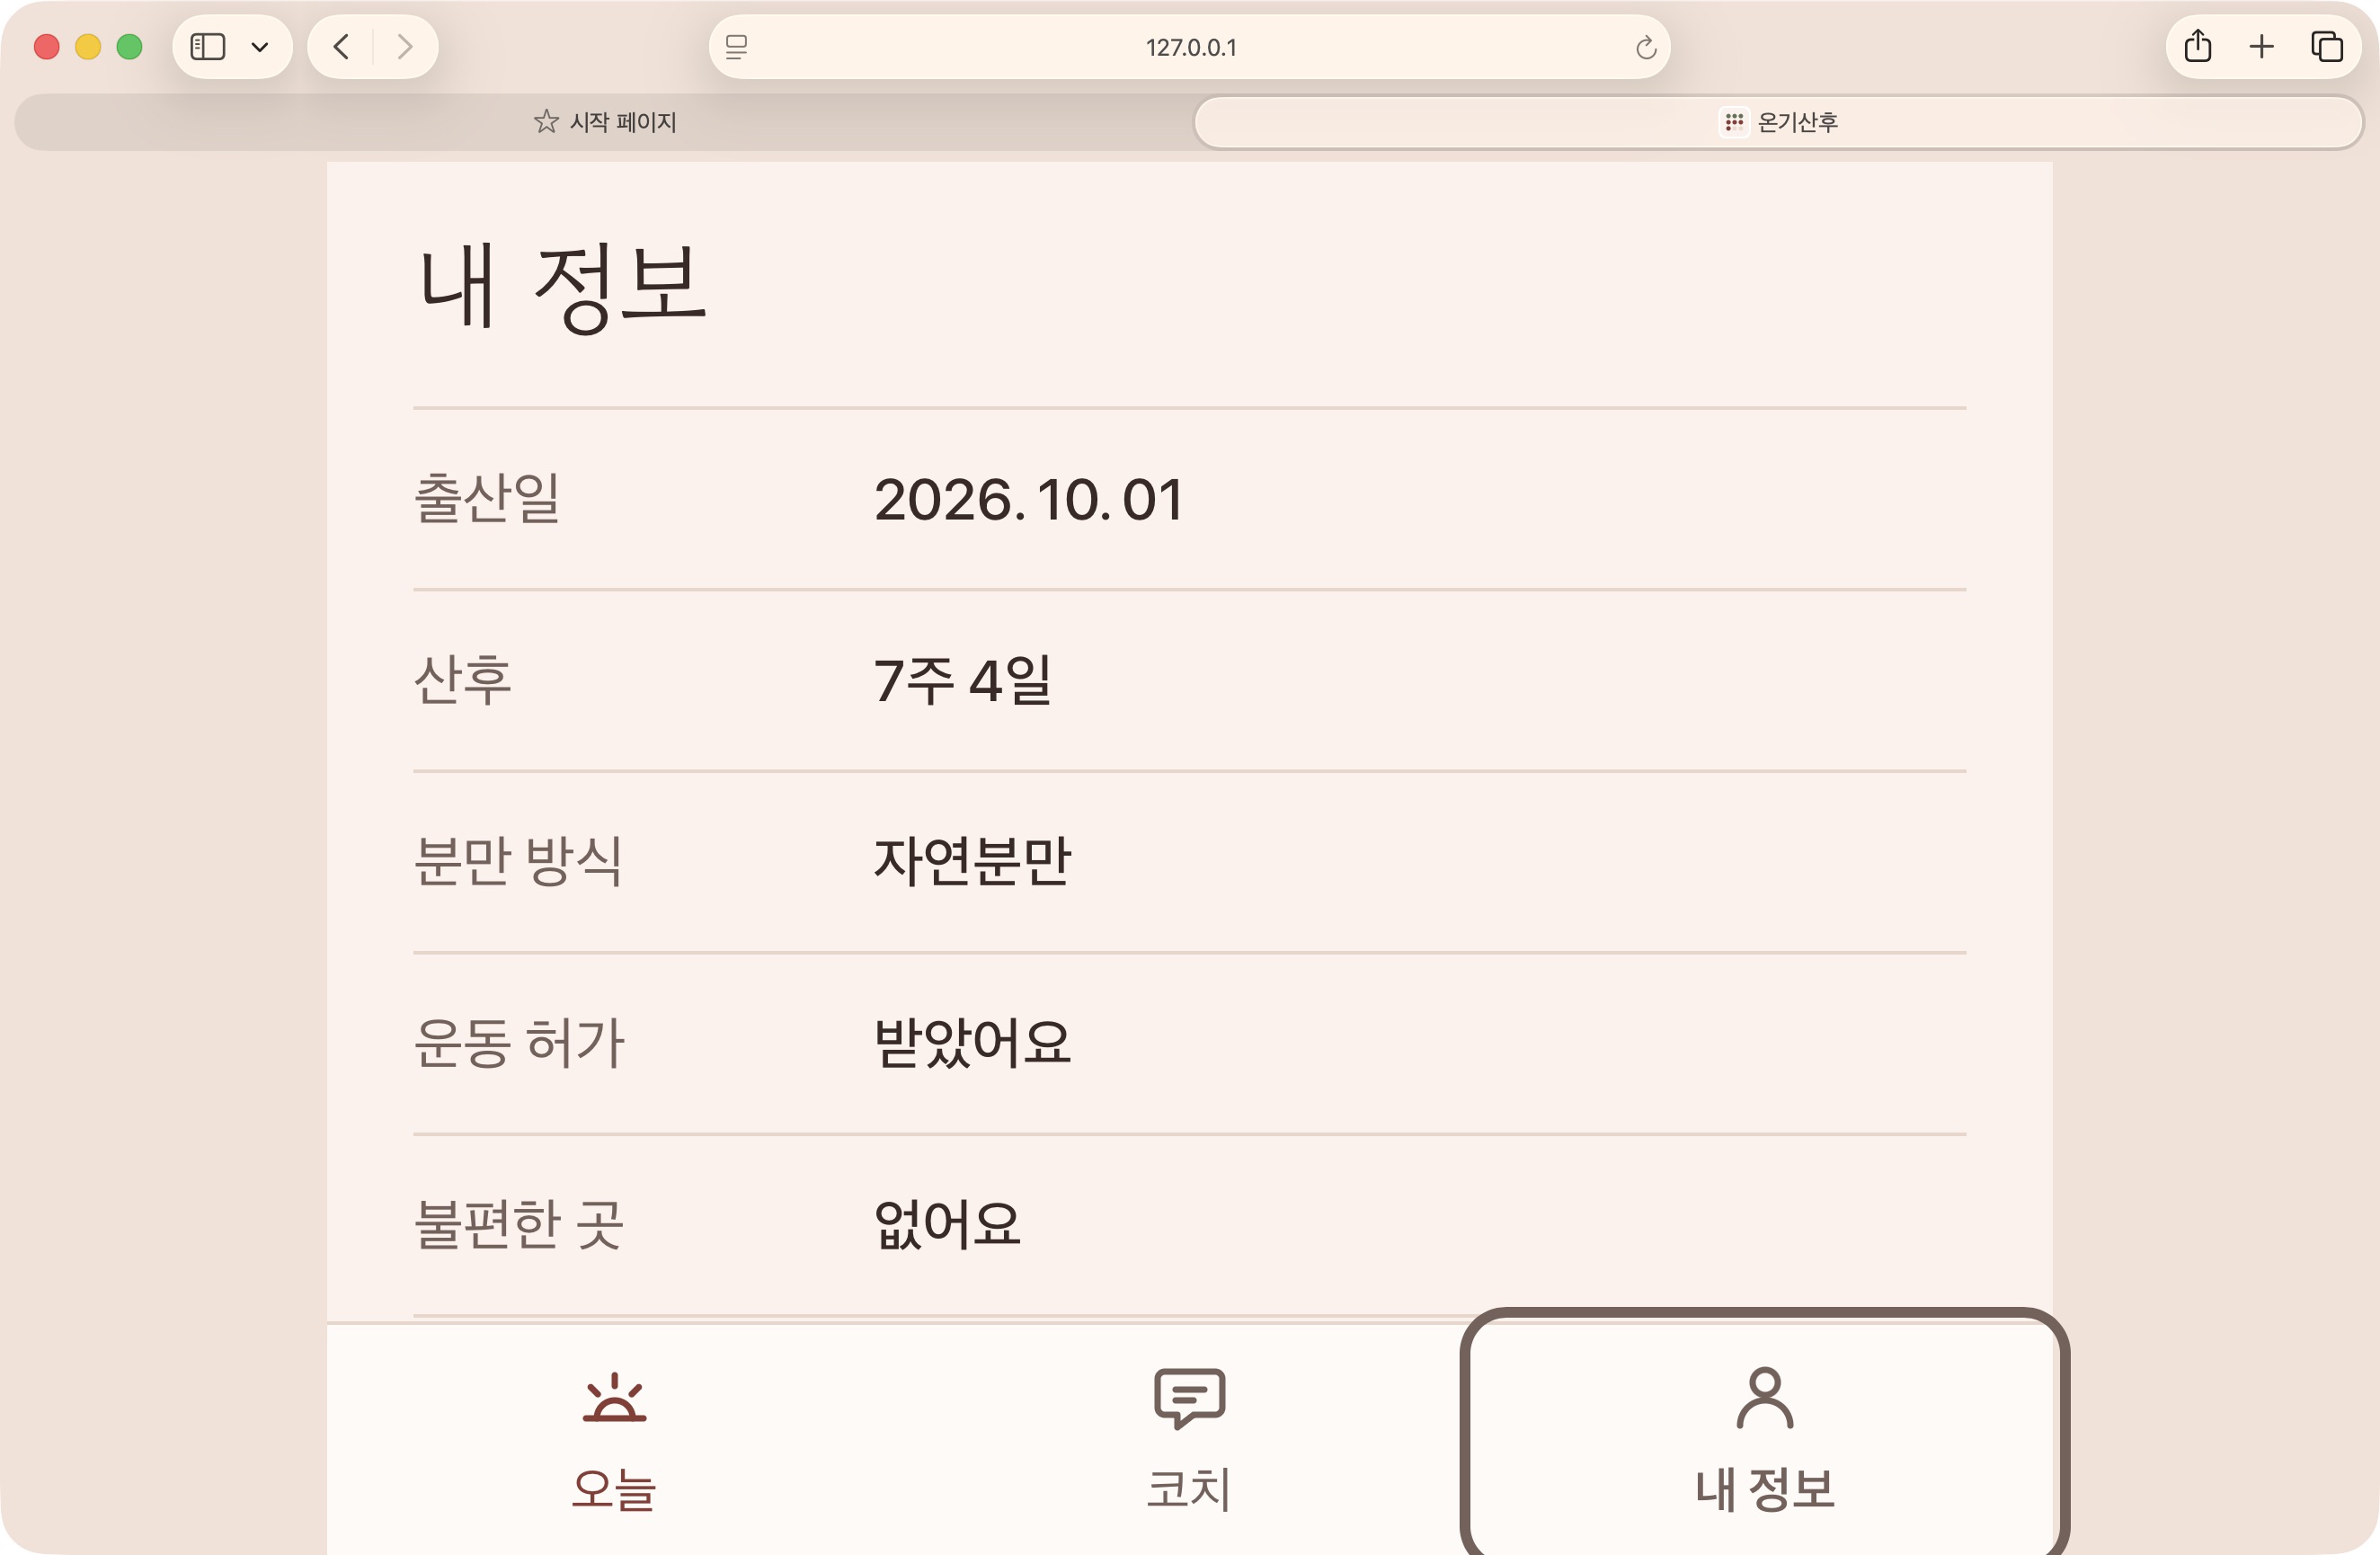 127.0.0.1
시작 페이지
온기산후
내 정보
출산일 2026. 10. 01
산후 7주 4일
분만 방식 자연분만
운동 허가 받았어요
불편한 곳 없어요
오늘 코치 내 정보